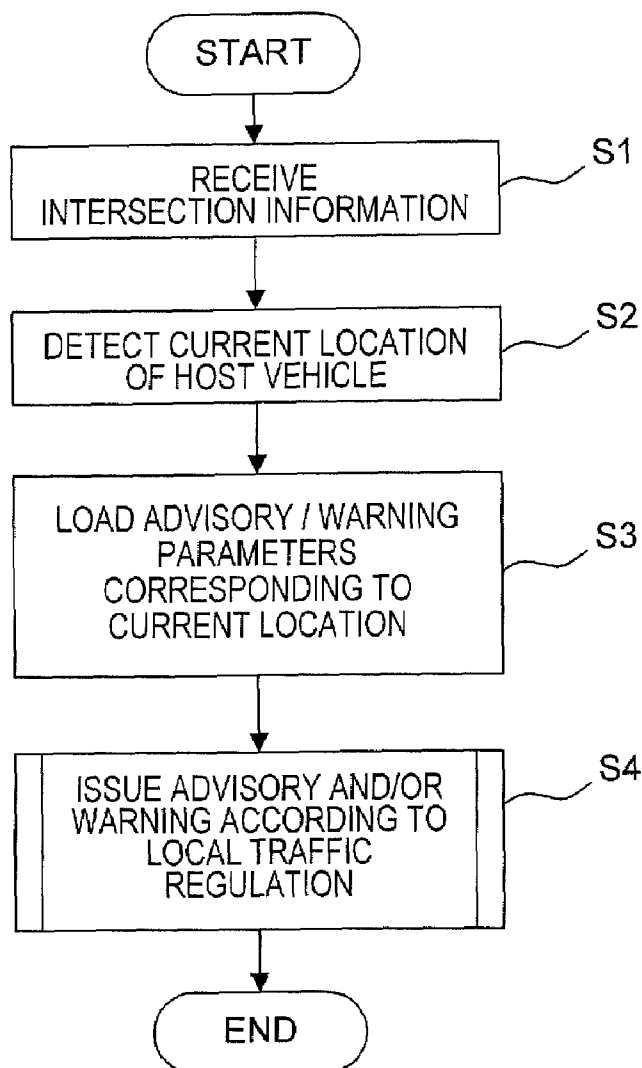 START
S1
RECEIVE
INTERSECTION INFORMATION
S2
DETECT CURRENT LOCATION
OF HOST VEHICLE
S3
LOAD ADVISORY / WARNING
PARAMETERS
CORRESPONDING TO
CURRENT LOCATION
S4
ISSUE ADVISORY AND/OR
WARNING ACCORDING TO
LOCAL TRAFFIC
REGULATION
END